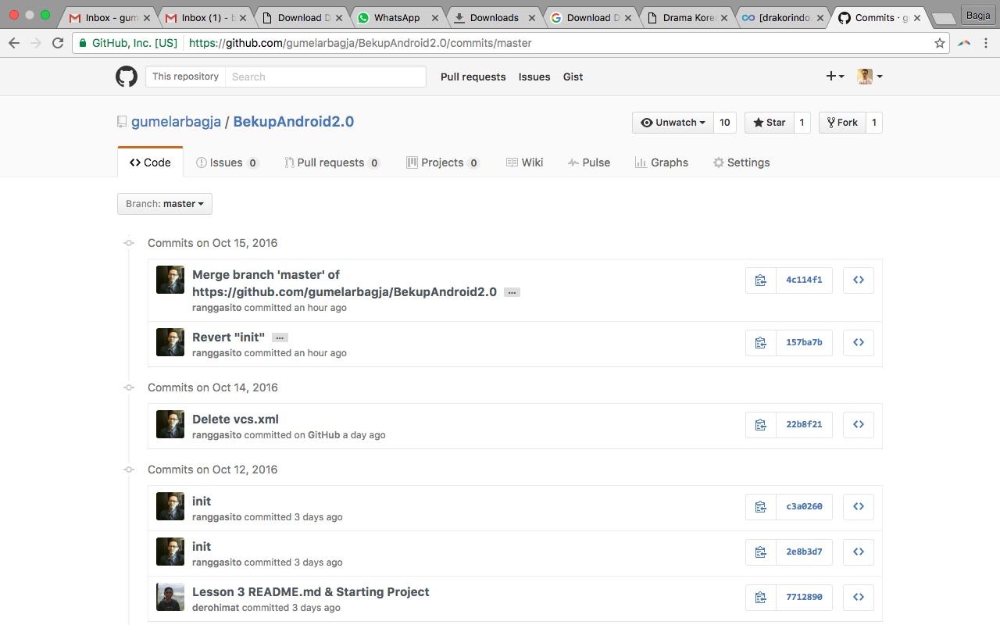 Inbox - gum
Inbox (1) - b
Download D
WhatsApp
Downloads
Download D
Drama Korea
[drakorindo.
Commits · g
Bagja
GitHub, Inc. [US]
https://github.com/gumelarbagja/BekupAndroid2.0/commits/master
This repository
Search
Pull requests
Issues
Gist
gumelarbagja / BekupAndroid2.0
Unwatch 10
Star 1
Fork 1
Code
Issues 0
Pull requests 0
Projects 0
Wiki
Pulse
Graphs
Settings
Branch: master
Commits on Oct 15, 2016
Merge branch 'master' of
https://github.com/gumelarbagja/BekupAndroid2.0 …
ranggasito committed an hour ago
4c114f1
Revert "init" …
ranggasito committed an hour ago
157ba7b
Commits on Oct 14, 2016
Delete vcs.xml
ranggasito committed on GitHub a day ago
22b8f21
Commits on Oct 12, 2016
init
ranggasito committed 3 days ago
c3a0260
init
ranggasito committed 3 days ago
2e8b3d7
Lesson 3 README.md & Starting Project
derohimat committed 3 days ago
7712890